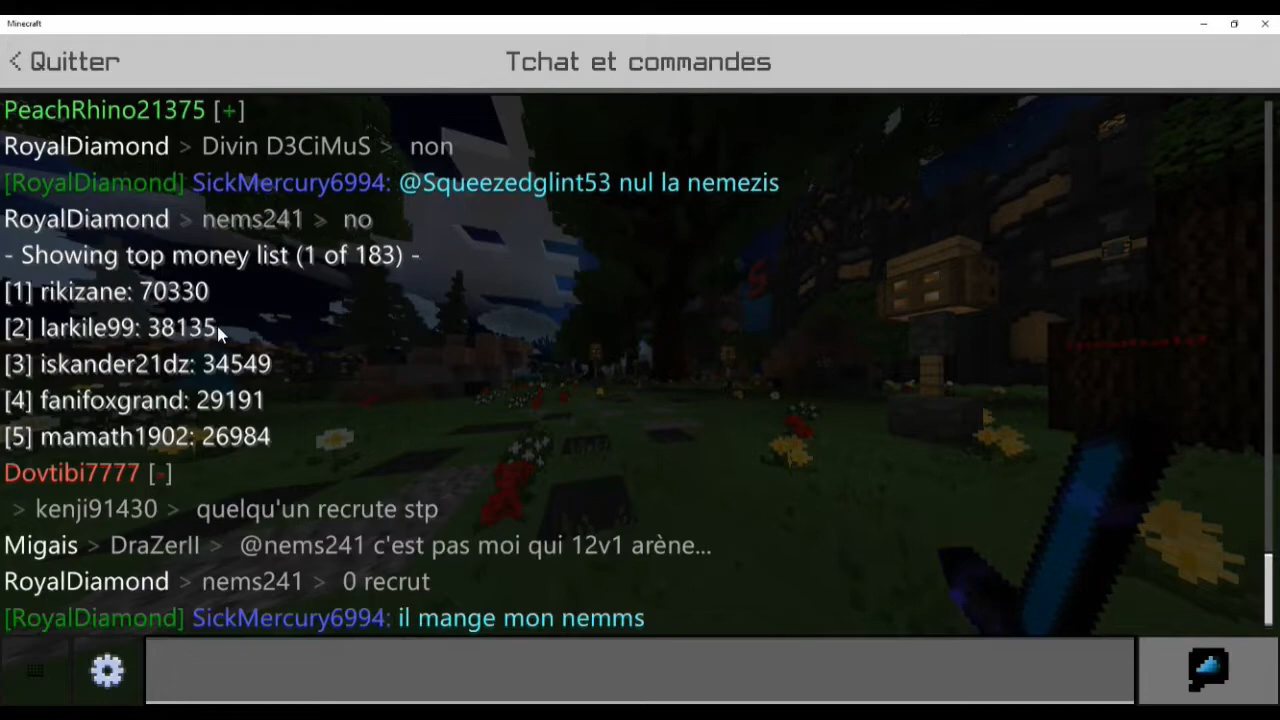 Minecraft
< Quitter
Tchat et commandes
PeachRhino21375 [+]
RoyalDiamond > Divin D3CiMuS > non
[RoyalDiamond] SickMercury6994: @Squeezedglint53 nul la nemezis
RoyalDiamond > nems241 > no
- Showing top money list (1 of 183) -
[1] rikizane: 70330
[2] larkile99: 38135
[3] iskander21dz: 34549
[4] fanifoxgrand: 29191
[5] mamath1902: 26984
Dovtibi7777 [-]
> kenji91430 > quelqu'un recrute stp
Migais > DraZerII > @nems241 c'est pas moi qui 12v1 arène...
RoyalDiamond > nems241 > 0 recrut
[RoyalDiamond] SickMercury6994: il mange mon nemms